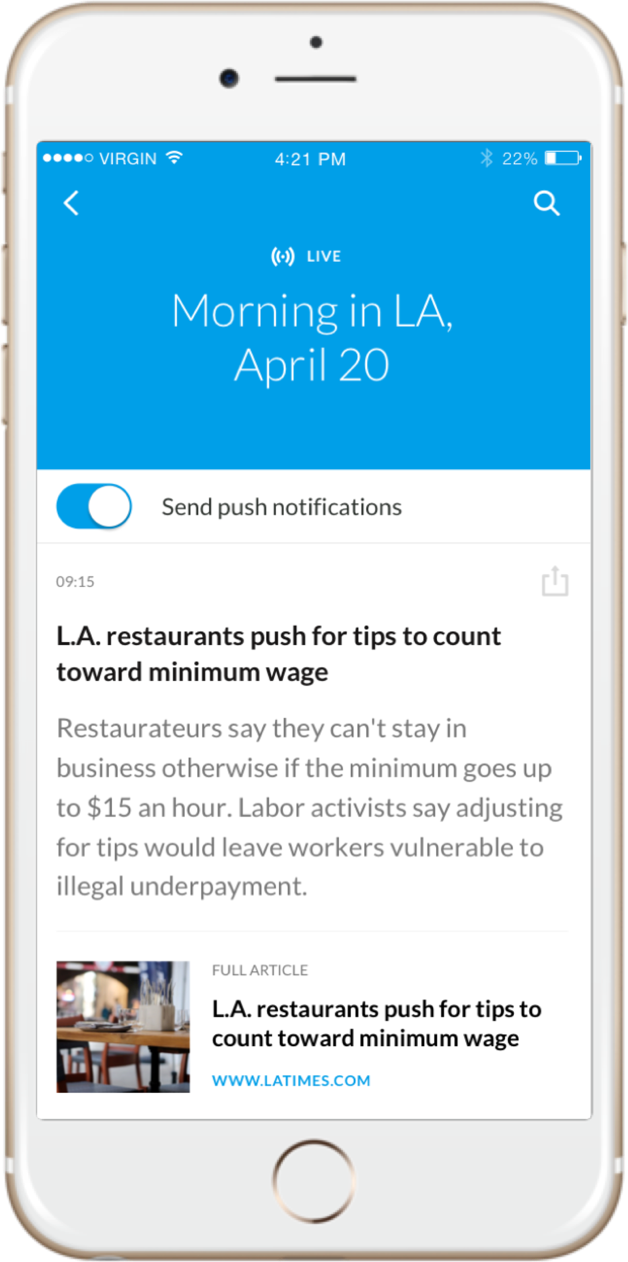 VIRGIN 4:21 PM 22%
LIVE
Morning in LA,
April 20
Send push notifications
09:15
L.A. restaurants push for tips to count
toward minimum wage
Restaurateurs say they can't stay in
business otherwise if the minimum goes up
to $15 an hour. Labor activists say adjusting
for tips would leave workers vulnerable to
illegal underpayment.
FULL ARTICLE
L.A. restaurants push for tips to
count toward minimum wage
WWW.LATIMES.COM